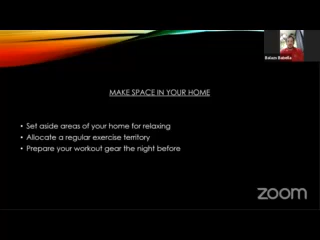 MAKE SPACE IN YOUR HOME
• Set aside areas of your home for relaxing
• Allocate a regular exercise territory
• Prepare your workout gear the night before
zoom